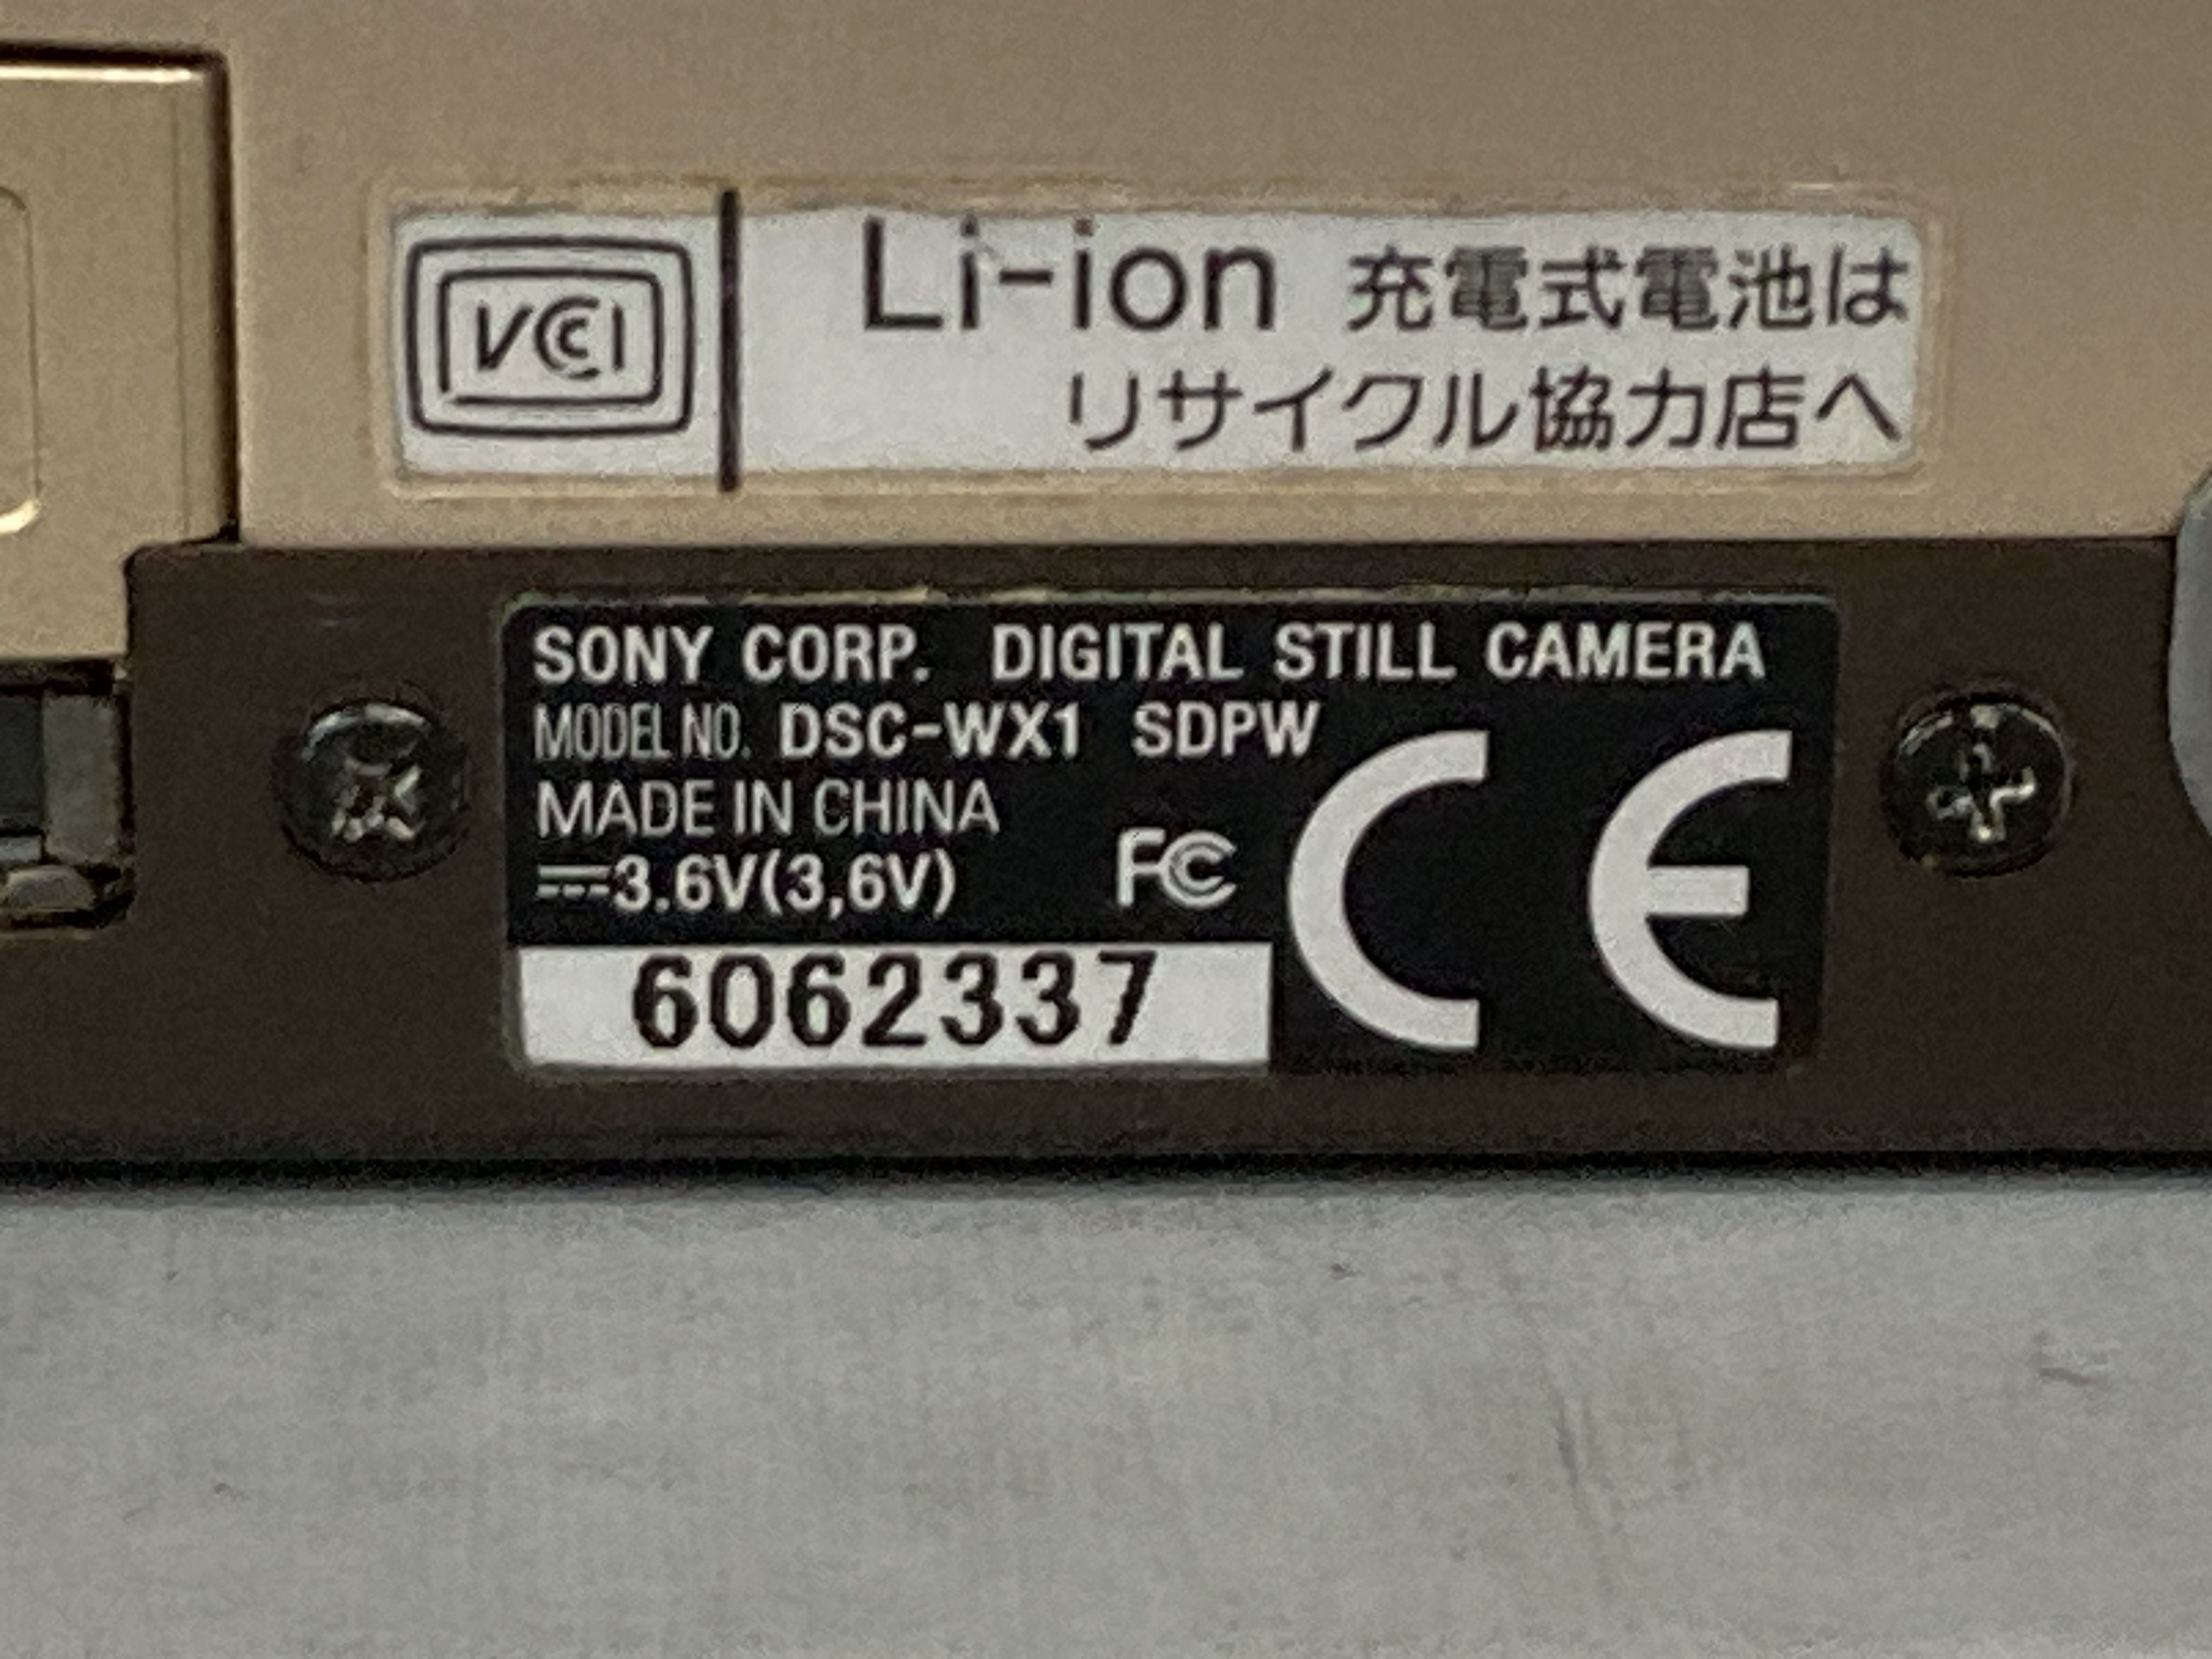 VCCI
Li-ion 充電式電池は
リサイクル協力店へ
SONY CORP. DIGITAL STILL CAMERA
MODEL NO. DSC-WX1 SDPW
MADE IN CHINA
⎓3.6V(3,6V)
FC
CE
6062337